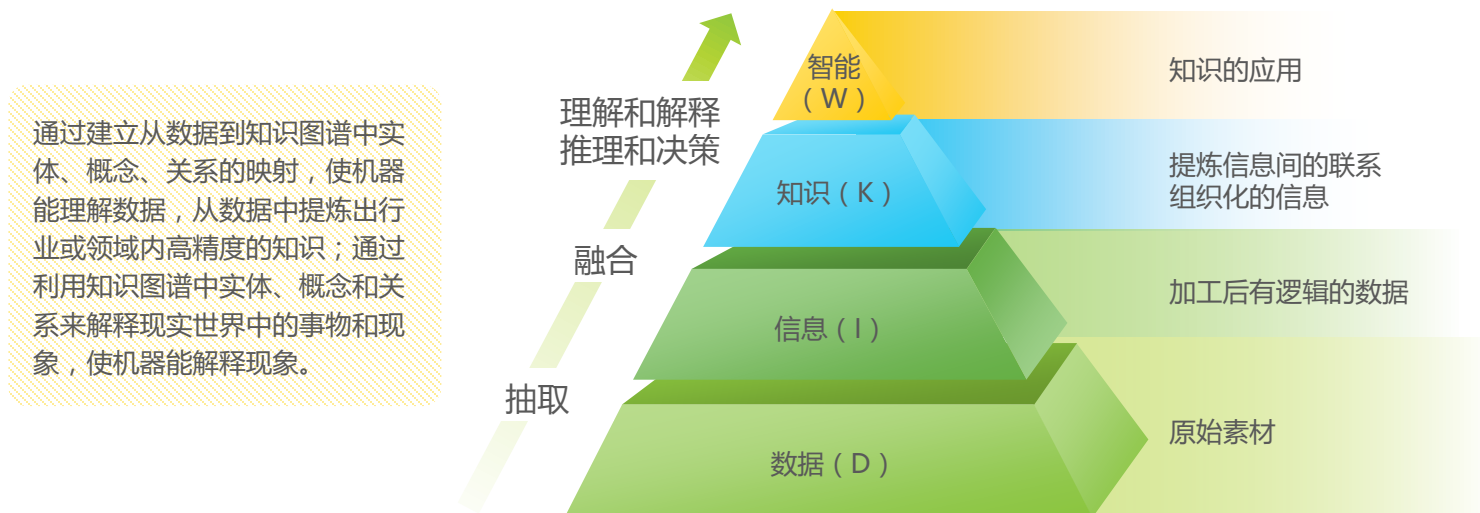 通过建立从数据到知识图谱中实
体、概念、关系的映射，使机器
能理解数据，从数据中提炼出行
业或领域内高精度的知识；通过
利用知识图谱中实体、概念和关
系来解释现实世界中的事物和现
象，使机器能解释现象。
理解和解释
推理和决策
融合
抽取
智能
（W）
知识（K）
信息（I）
数据（D）
知识的应用
提炼信息间的联系
组织化的信息
加工后有逻辑的数据
原始素材